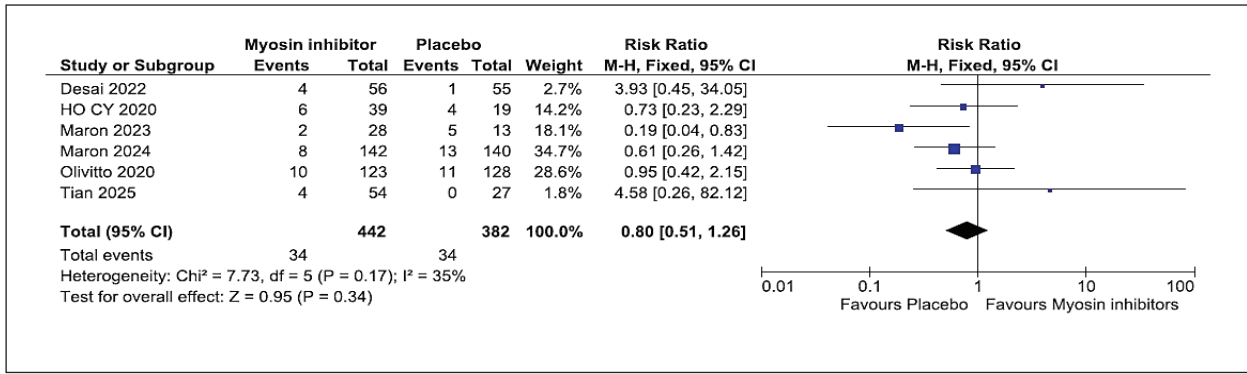 Myosin inhibitor Placebo Risk Ratio Risk Ratio
Study or Subgroup Events Total Events Total Weight M-H, Fixed, 95% CI M-H, Fixed, 95% CI
Desai 2022 4 56 1 55 2.7% 3.93 [0.45, 34.05]
HO CY 2020 6 39 4 19 14.2% 0.73 [0.23, 2.29]
Maron 2023 2 28 5 13 18.1% 0.19 [0.04, 0.83]
Maron 2024 8 142 13 140 34.7% 0.61 [0.26, 1.42]
Olivitto 2020 10 123 11 128 28.6% 0.95 [0.42, 2.15]
Tian 2025 4 54 0 27 1.8% 4.58 [0.26, 82.12]
Total (95% CI) 442 382 100.0% 0.80 [0.51, 1.26]
Total events 34 34
Heterogeneity: Chi² = 7.73, df = 5 (P = 0.17); I² = 35%
Test for overall effect: Z = 0.95 (P = 0.34)
0.01 0.1 1 10 100
Favours Placebo Favours Myosin inhibitors